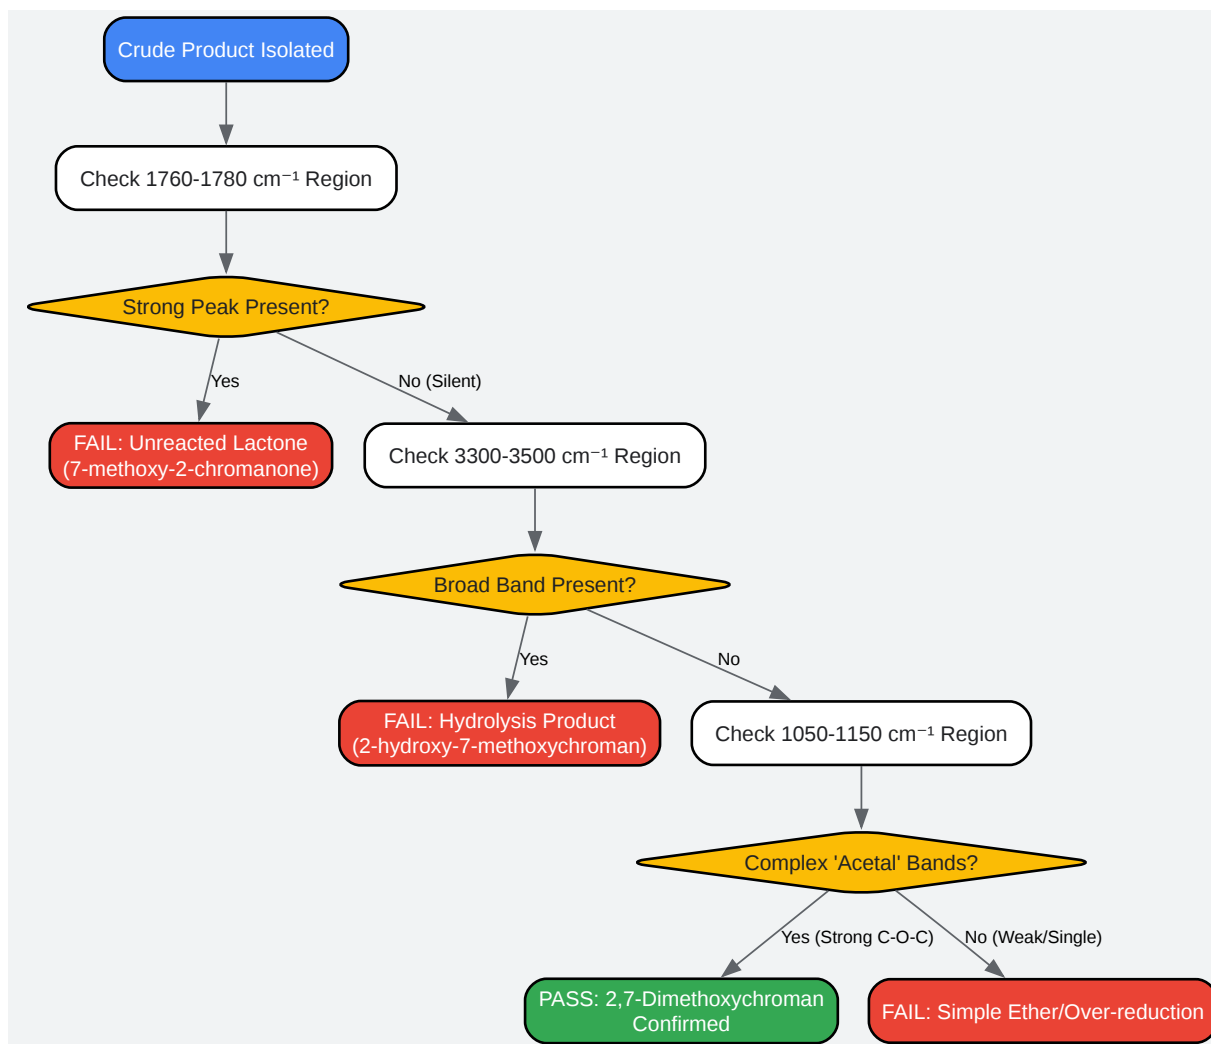 Crude Product Isolated
Check 1760-1780 cm⁻¹ Region
Strong Peak Present?
Yes
No (Silent)
FAIL: Unreacted Lactone
(7-methoxy-2-chromanone)
Check 3300-3500 cm⁻¹ Region
Broad Band Present?
Yes
No
FAIL: Hydrolysis Product
(2-hydroxy-7-methoxychroman)
Check 1050-1150 cm⁻¹ Region
Complex 'Acetal' Bands?
Yes (Strong C-O-C)
No (Weak/Single)
PASS: 2,7-Dimethoxychroman
Confirmed
FAIL: Simple Ether/Over-reduction